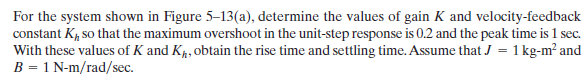 For the system shown in Figure 5–13(a), determine the values of gain K and velocity-feedback
constant Kₕ so that the maximum overshoot in the unit-step response is 0.2 and the peak time is 1 sec.
With these values of K and Kₕ, obtain the rise time and settling time. Assume that J = 1 kg-m² and
B = 1 N-m/rad/sec.